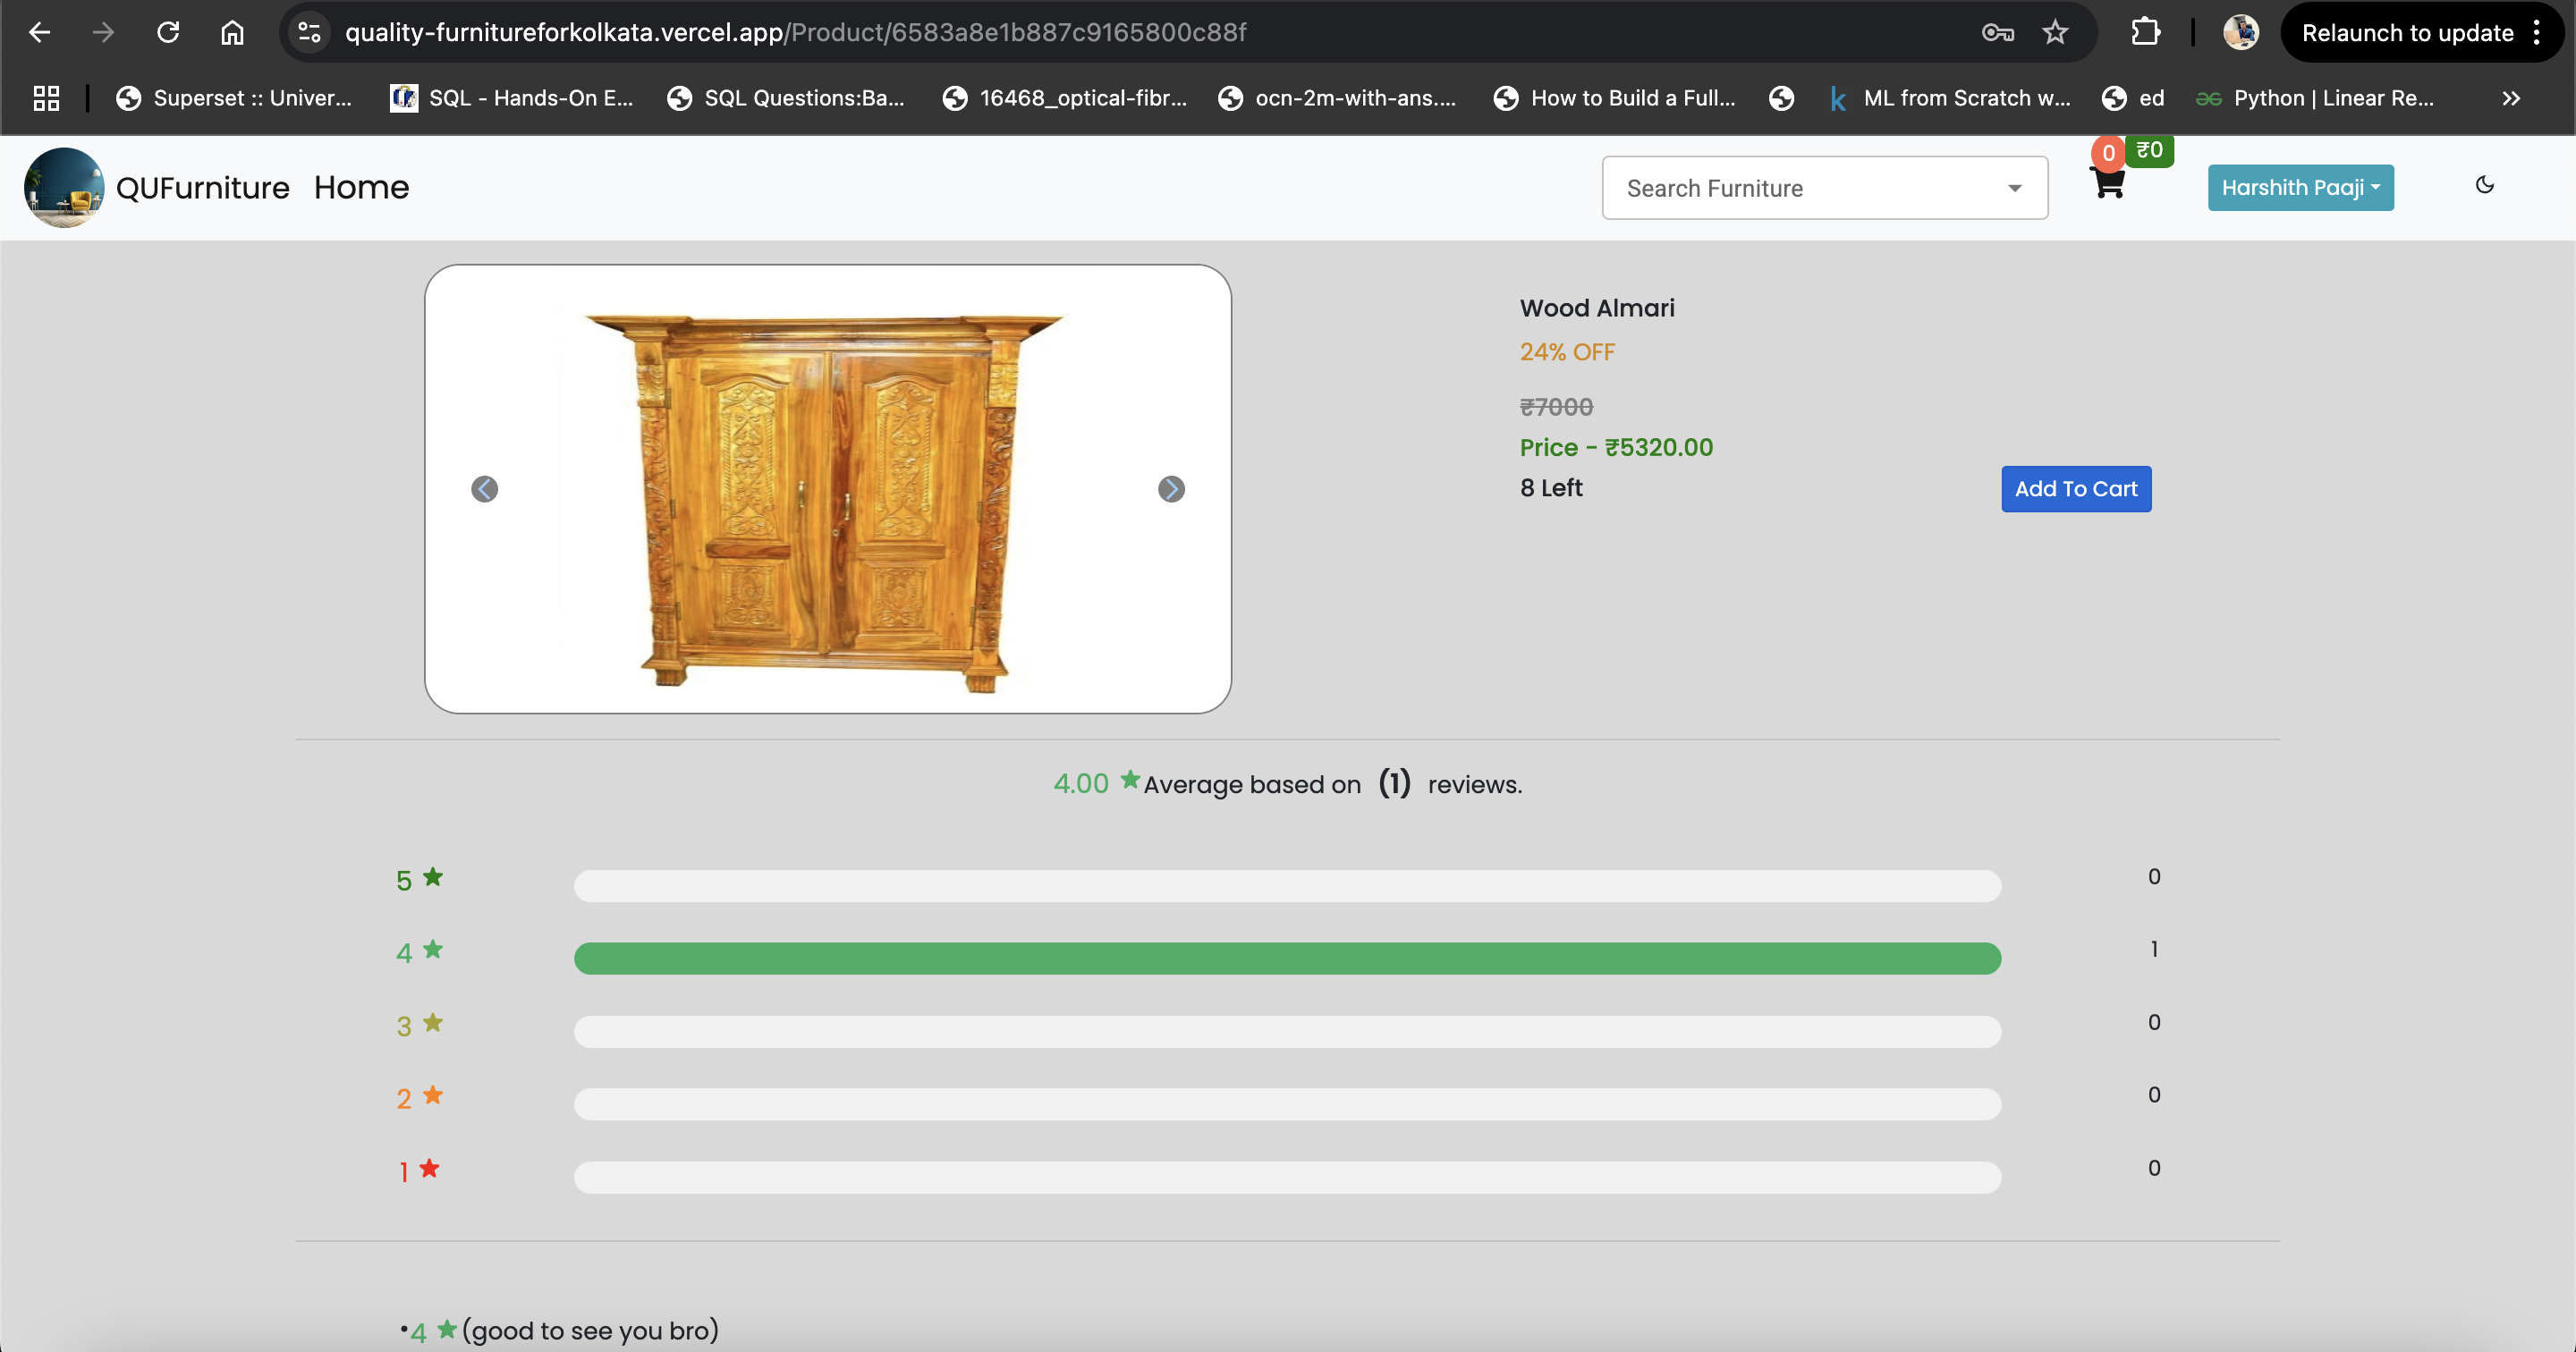 quality-furnitureforkolkata.vercel.app/Product/6583a8e1b887c9165800c88f
Relaunch to update
Superset :: Univer...
SQL - Hands-On E...
SQL Questions:Ba...
16468_optical-fibr...
ocn-2m-with-ans....
How to Build a Full...
k
ML from Scratch w...
ed
Python | Linear Re...
QUFurniture
Home
Search Furniture
0
₹0
Harshith Paaji
Wood Almari
24% OFF
₹7000
Price - ₹5320.00
8 Left
Add To Cart
4.00 ★Average based on (1) reviews.
5 ★ 0
4 ★ 1
3 ★ 0
2 ★ 0
1 ★ 0
•4 ★(good to see you bro)